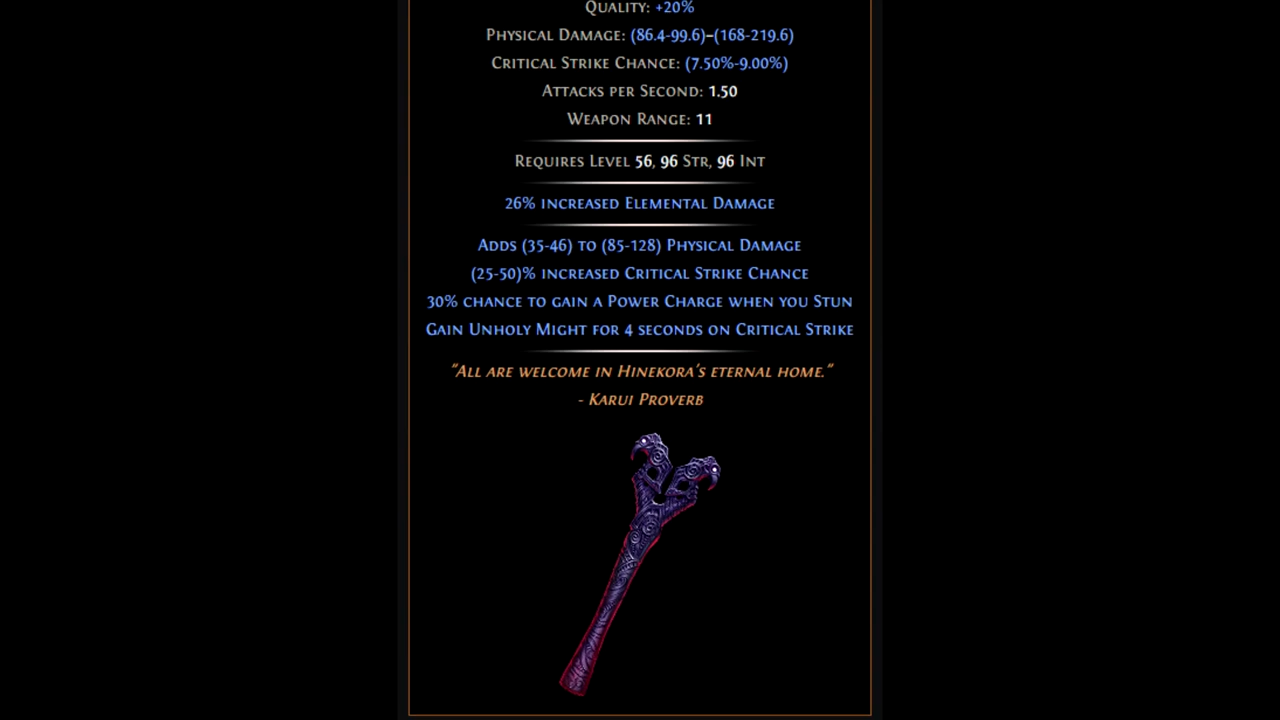 Quality: +20%
Physical Damage: (86.4-99.6)–(168-219.6)
Critical Strike Chance: (7.50%-9.00%)
Attacks per Second: 1.50
Weapon Range: 11
Requires Level 56, 96 Str, 96 Int
26% increased Elemental Damage
Adds (35-46) to (85-128) Physical Damage
(25-50)% increased Critical Strike Chance
30% chance to gain a Power Charge when you Stun
Gain Unholy Might for 4 seconds on Critical Strike
"All are welcome in Hinekora's eternal home."
- Karui Proverb